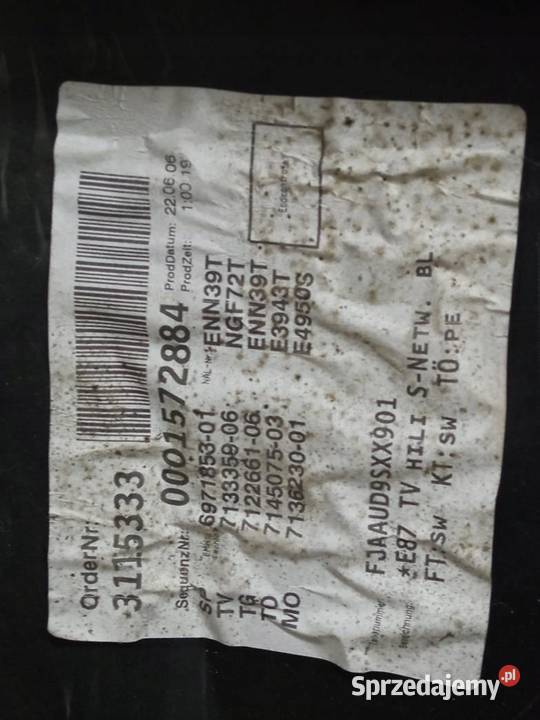 OrderNr:
3115333
ProdDatum: 22.06.06
ProdZeit: 1:00 19
SequenzNr: 0001572884
SP 6971853-01 ENN39T
TV 7133359-06 NGF72T
TG 7122661-06 ENN39T
TD 7145075-03 E3943T
MO 7136230-01 E4950S
FJAAUD9SXX901
*E87 TV HILI S-NETW. BL
FT:SW KT:SW TÖ:PE
Sprzedajemy.pl